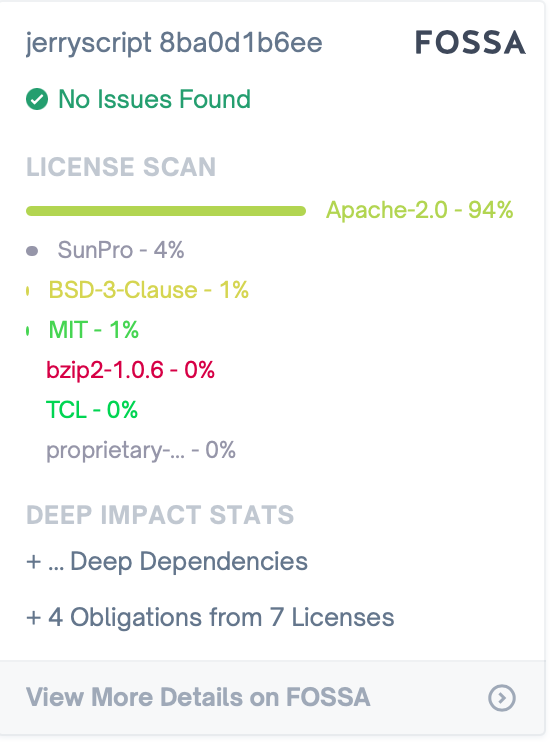 jerryscript 8ba0d1b6ee FOSSA
No Issues Found
LICENSE SCAN
Apache-2.0 - 94%
SunPro - 4%
BSD-3-Clause - 1%
MIT - 1%
bzip2-1.0.6 - 0%
TCL - 0%
proprietary-... - 0%
DEEP IMPACT STATS
+ ... Deep Dependencies
+ 4 Obligations from 7 Licenses
View More Details on FOSSA